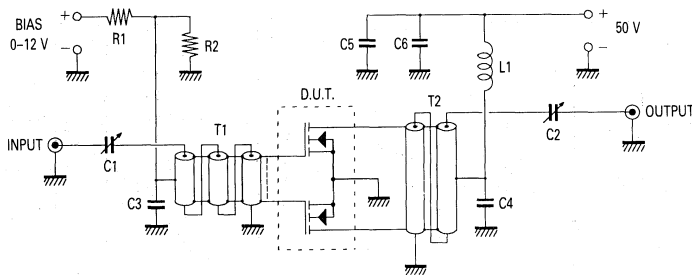 BIAS
0–12 V
+
–
R1
R2
C5
C6
L1
+
–
50 V
D.U.T.
T1
T2
INPUT
C1
C2
OUTPUT
C3
C4